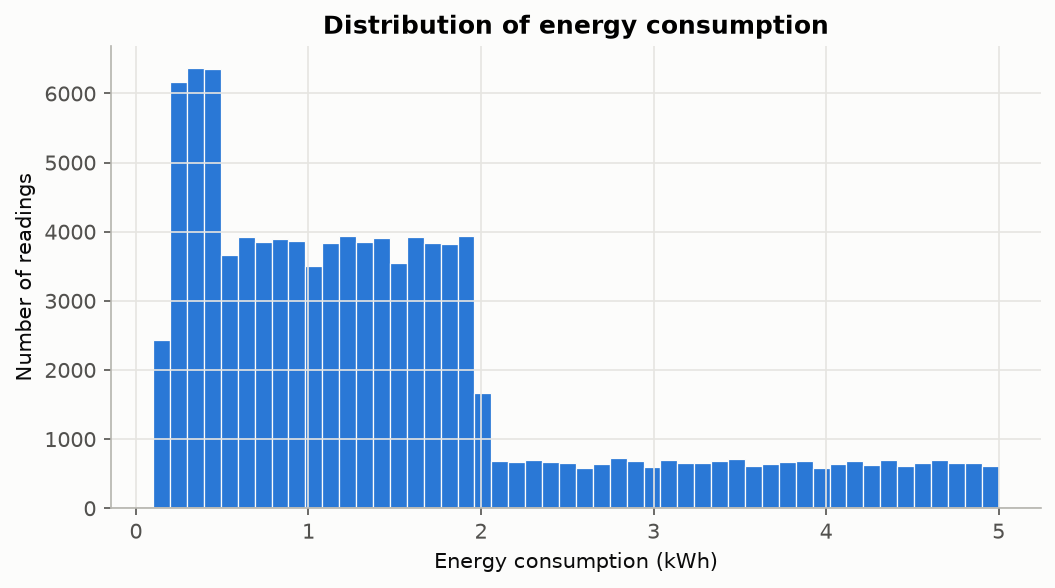 Distribution of energy consumption
Number of readings
6000
5000
4000
3000
2000
1000
0
0 1 2 3 4 5
Energy consumption (kWh)